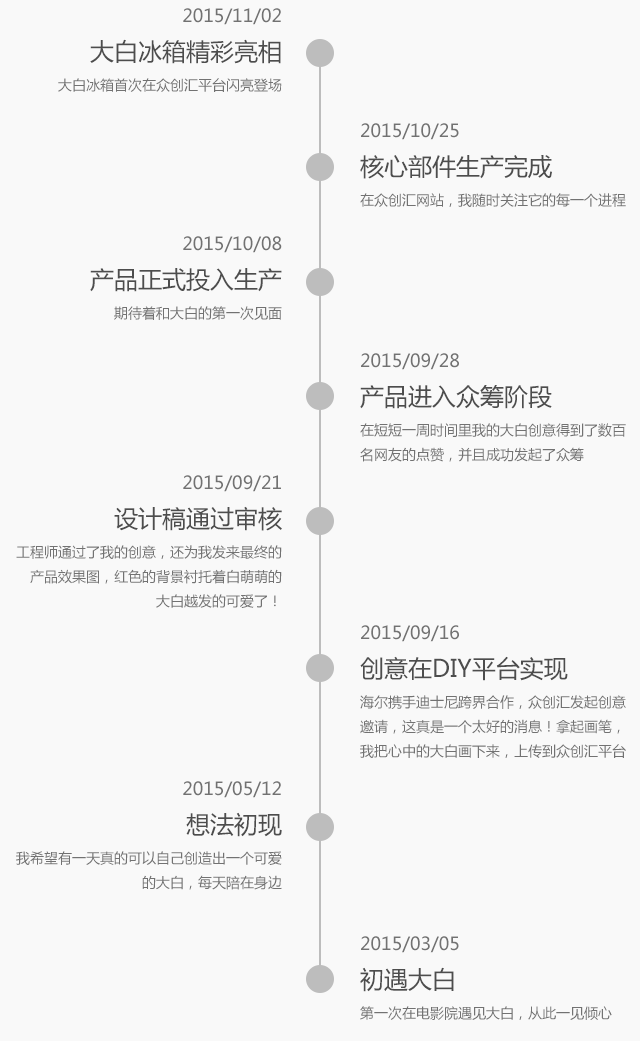 2015/11/02
大白冰箱精彩亮相
大白冰箱首次在众创汇平台闪亮登场
2015/10/25
核心部件生产完成
在众创汇网站，我随时关注它的每一个进程
2015/10/08
产品正式投入生产
期待着和大白的第一次见面
2015/09/28
产品进入众筹阶段
在短短一周时间里我的大白创意得到了数百
名网友的点赞，并且成功发起了众筹
2015/09/21
设计稿通过审核
工程师通过了我的创意，还为我发来最终的
产品效果图，红色的背景衬托着白萌萌的
大白越发的可爱了！
2015/09/16
创意在DIY平台实现
海尔携手迪士尼跨界合作，众创汇发起创意
邀请，这真是一个太好的消息！拿起画笔，
我把心中的大白画下来，上传到众创汇平台
2015/05/12
想法初现
我希望有一天真的可以自己创造出一个可爱
的大白，每天陪在身边
2015/03/05
初遇大白
第一次在电影院遇见大白，从此一见倾心